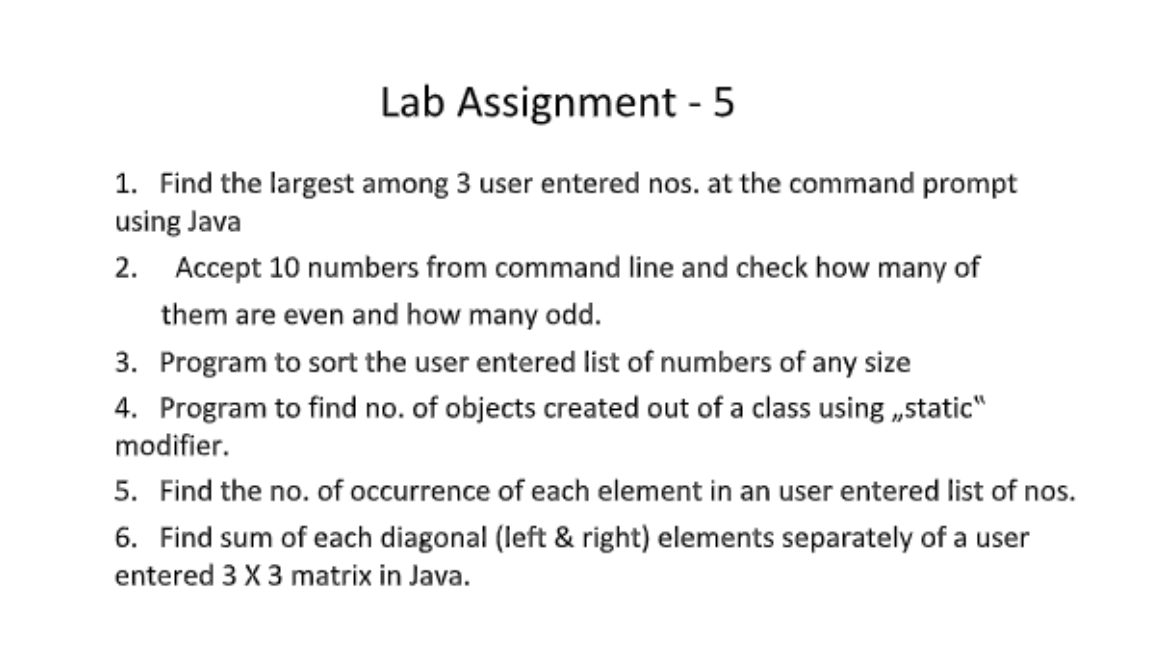 Lab Assignment - 5
1. Find the largest among 3 user entered nos. at the command prompt
using Java
2. Accept 10 numbers from command line and check how many of
them are even and how many odd.
3. Program to sort the user entered list of numbers of any size
4. Program to find no. of objects created out of a class using „static‟
modifier.
5. Find the no. of occurrence of each element in an user entered list of nos.
6. Find sum of each diagonal (left & right) elements separately of a user
entered 3 X 3 matrix in Java.